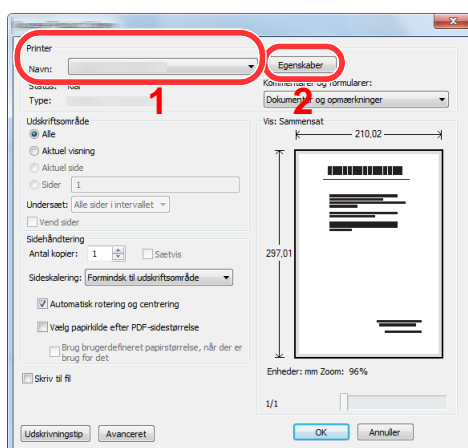 Printer
Navn:
Egenskaber
1
2
Status: Klar
Kommentarer og formularer:
Type:
Dokumenter og opmærkninger
Udskriftsområde
Alle
Aktuel visning
Aktuel side
Sider 1
Undersæt: Alle sider i intervallet
Vend sider
Sidehåndtering
Antal kopier: 1 Sætvis
Sideskalering: Formindsk til udskriftsområde
Automatisk rotering og centrering
Vælg papirkilde efter PDF-sidestørrelse
Brug brugerdefineret papirstørrelse, når der er
brug for det
Skriv til fil
Vis: Sammensat
210,02
297,01
Enheder: mm Zoom: 96%
1/1
Udskrivningstip Avanceret OK Annuller